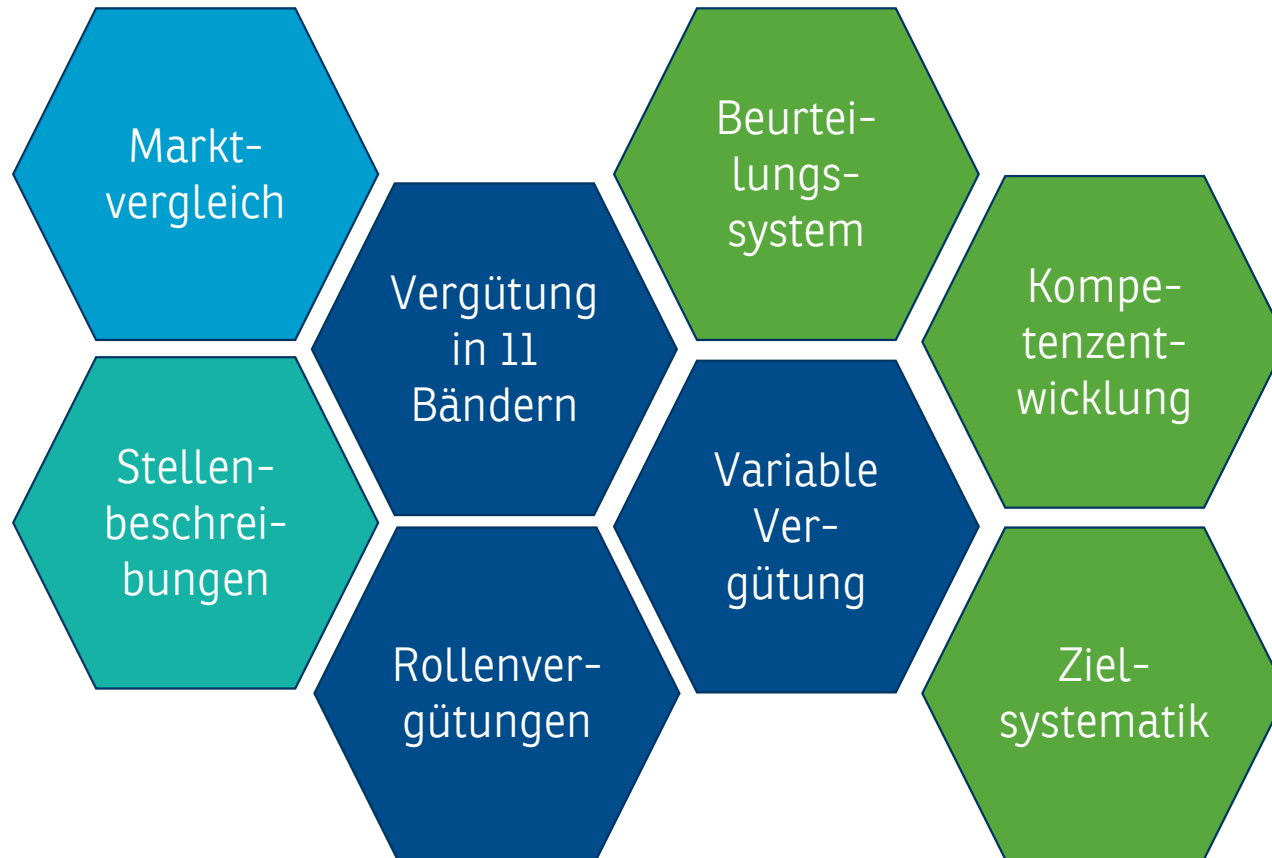 Markt-
vergleich
Beurtei-
lungs-
system
Vergütung
in 11
Bändern
Kompe-
tenzent-
wicklung
Stellen-
beschrei-
bungen
Variable
Ver-
gütung
Rollenver-
gütungen
Ziel-
systematik